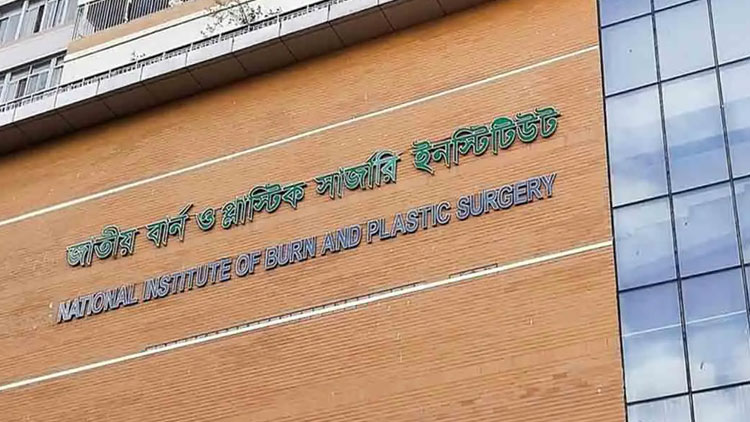 জাতীয় বার্ন ও প্লাস্টিক সার্জারি ইনস্টিটিউট
NATIONAL INSTITUTE OF BURN AND PLASTIC SURGERY